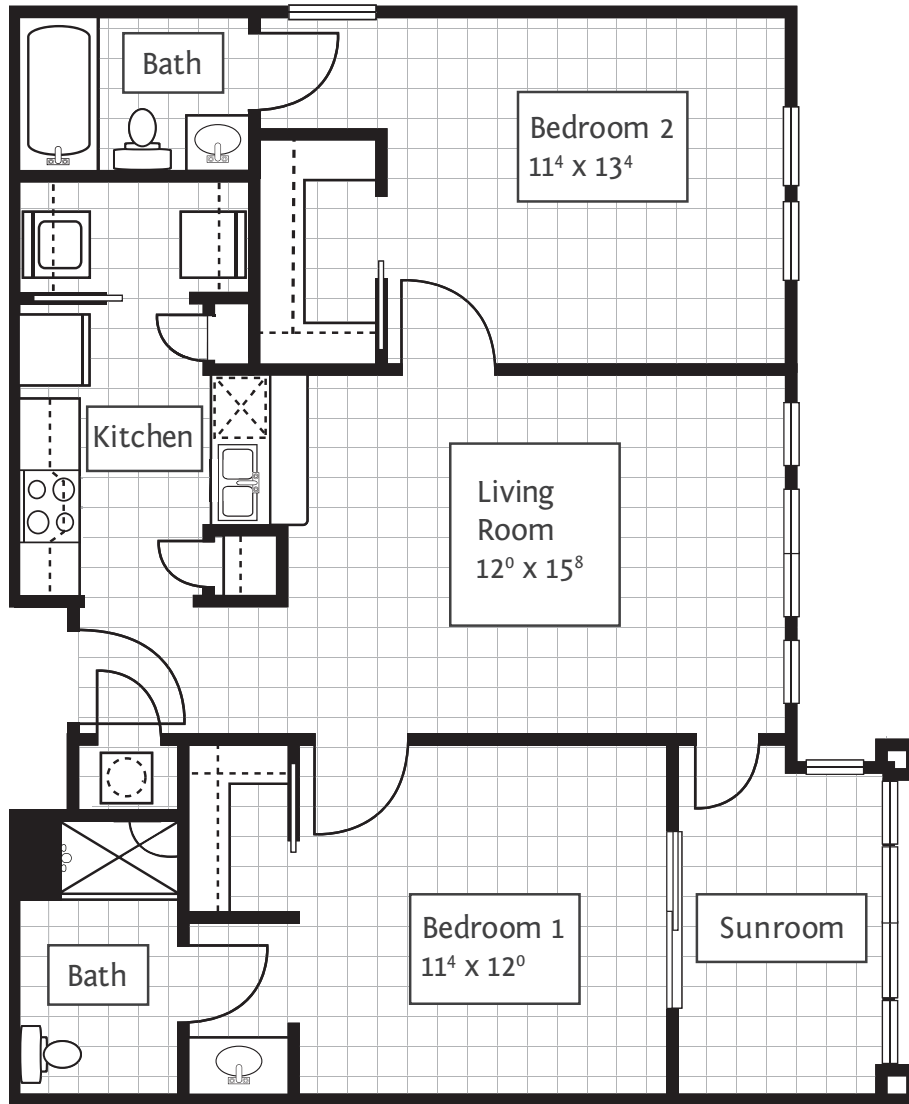 Bath
Bedroom 2
11⁴ x 13⁴
Kitchen
Living
Room
12⁰ x 15⁸
Bedroom 1
11⁴ x 12⁰
Sunroom
Bath